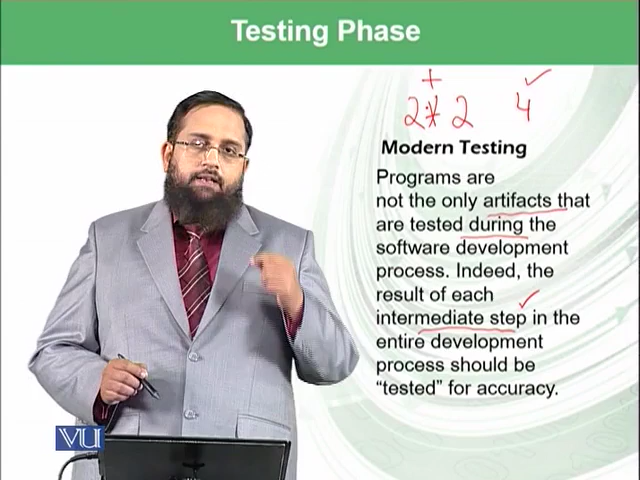 Testing Phase
+
2 * 2 4 ✓
Modern Testing
Programs are
not the only artifacts that
are tested during the
software development
process. Indeed, the
result of each
intermediate step in the
entire development
process should be
“tested” for accuracy.
VU